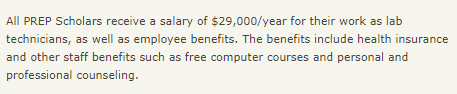 All PREP Scholars receive a salary of $29,000/year for their work as lab
technicians, as well as employee benefits. The benefits include health insurance
and other staff benefits such as free computer courses and personal and
professional counseling.